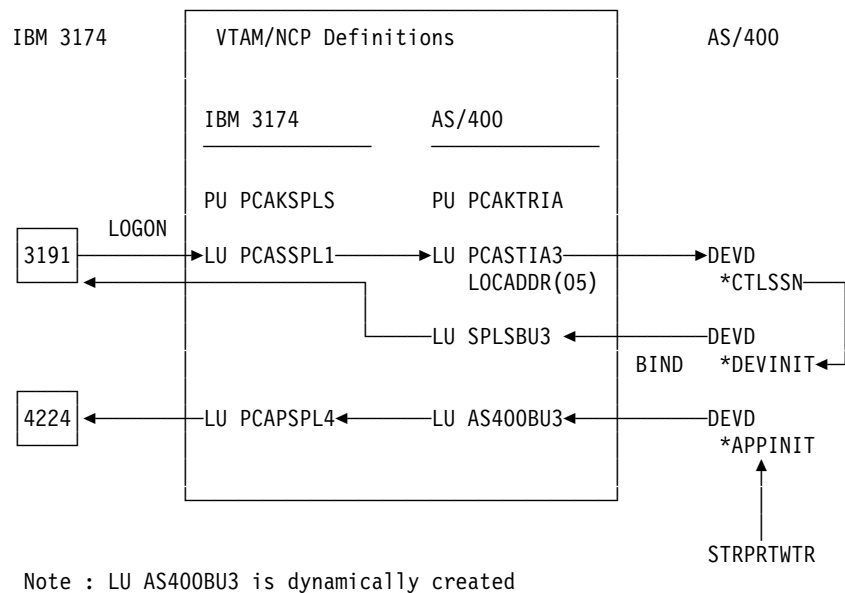 IBM 3174 VTAM/NCP Definitions AS/400
IBM 3174 AS/400
PU PCAKSPLS PU PCAKTRIA
LOGON
3191 LU PCASSPL1 LU PCASTIA3 DEVD
LOCADDR(05) *CTLSSN
LU SPLSBU3 DEVD
BIND *DEVINIT
4224 LU PCAPSPL4 LU AS400BU3 DEVD
*APPINIT
STRPRTWTR
Note : LU AS400BU3 is dynamically created